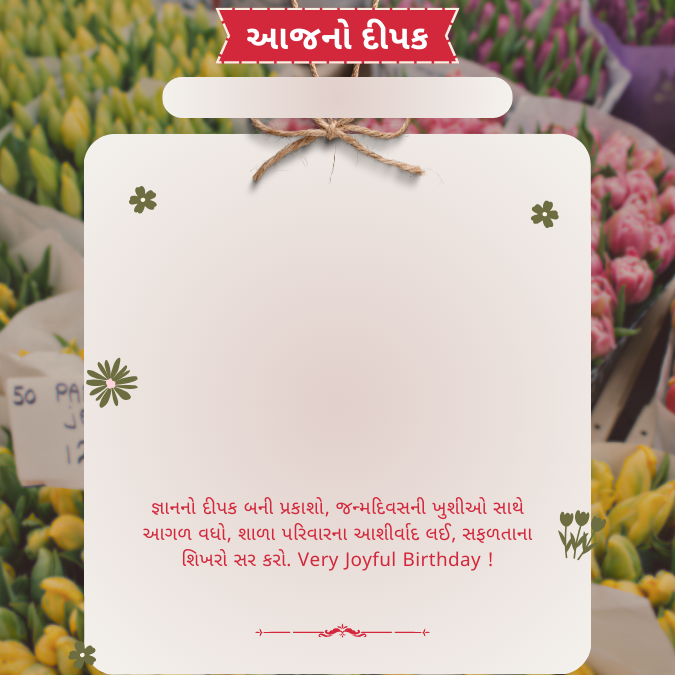 આજનો દીપક
50 PA
જ્ઞાનનો દીપક બની પ્રકાશો, જન્મદિવસની ખુશીઓ સાથે
આગળ વધો, શાળા પરિવારના આશીર્વાદ લઈ, સફળતાના
શિખરો સર કરો. Very Joyful Birthday !